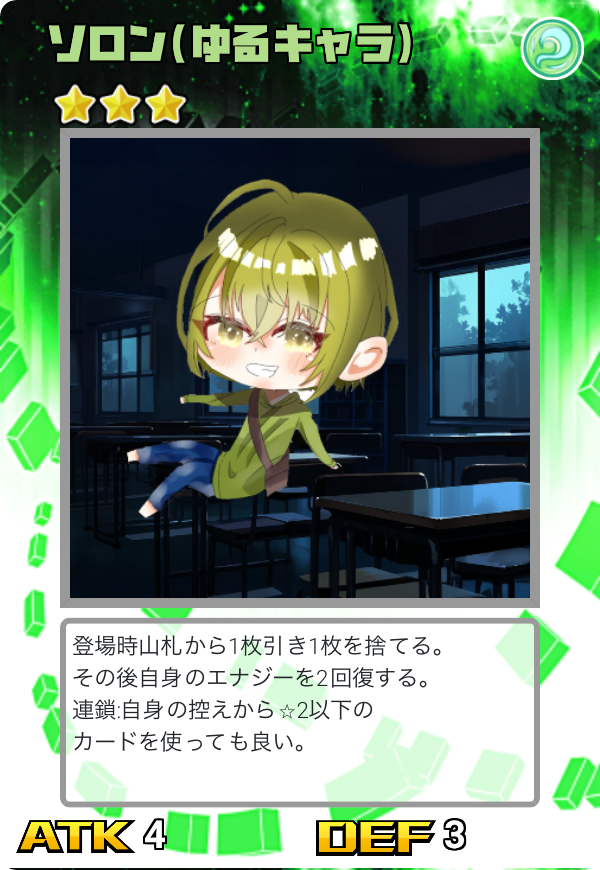 ソロン(ゆるキャラ)
登場時山札から1枚引き1枚を捨てる。
その後自身のエナジーを2回復する。
連鎖:自身の控えから☆2以下の
カードを使っても良い。
ATK 4 DEF 3